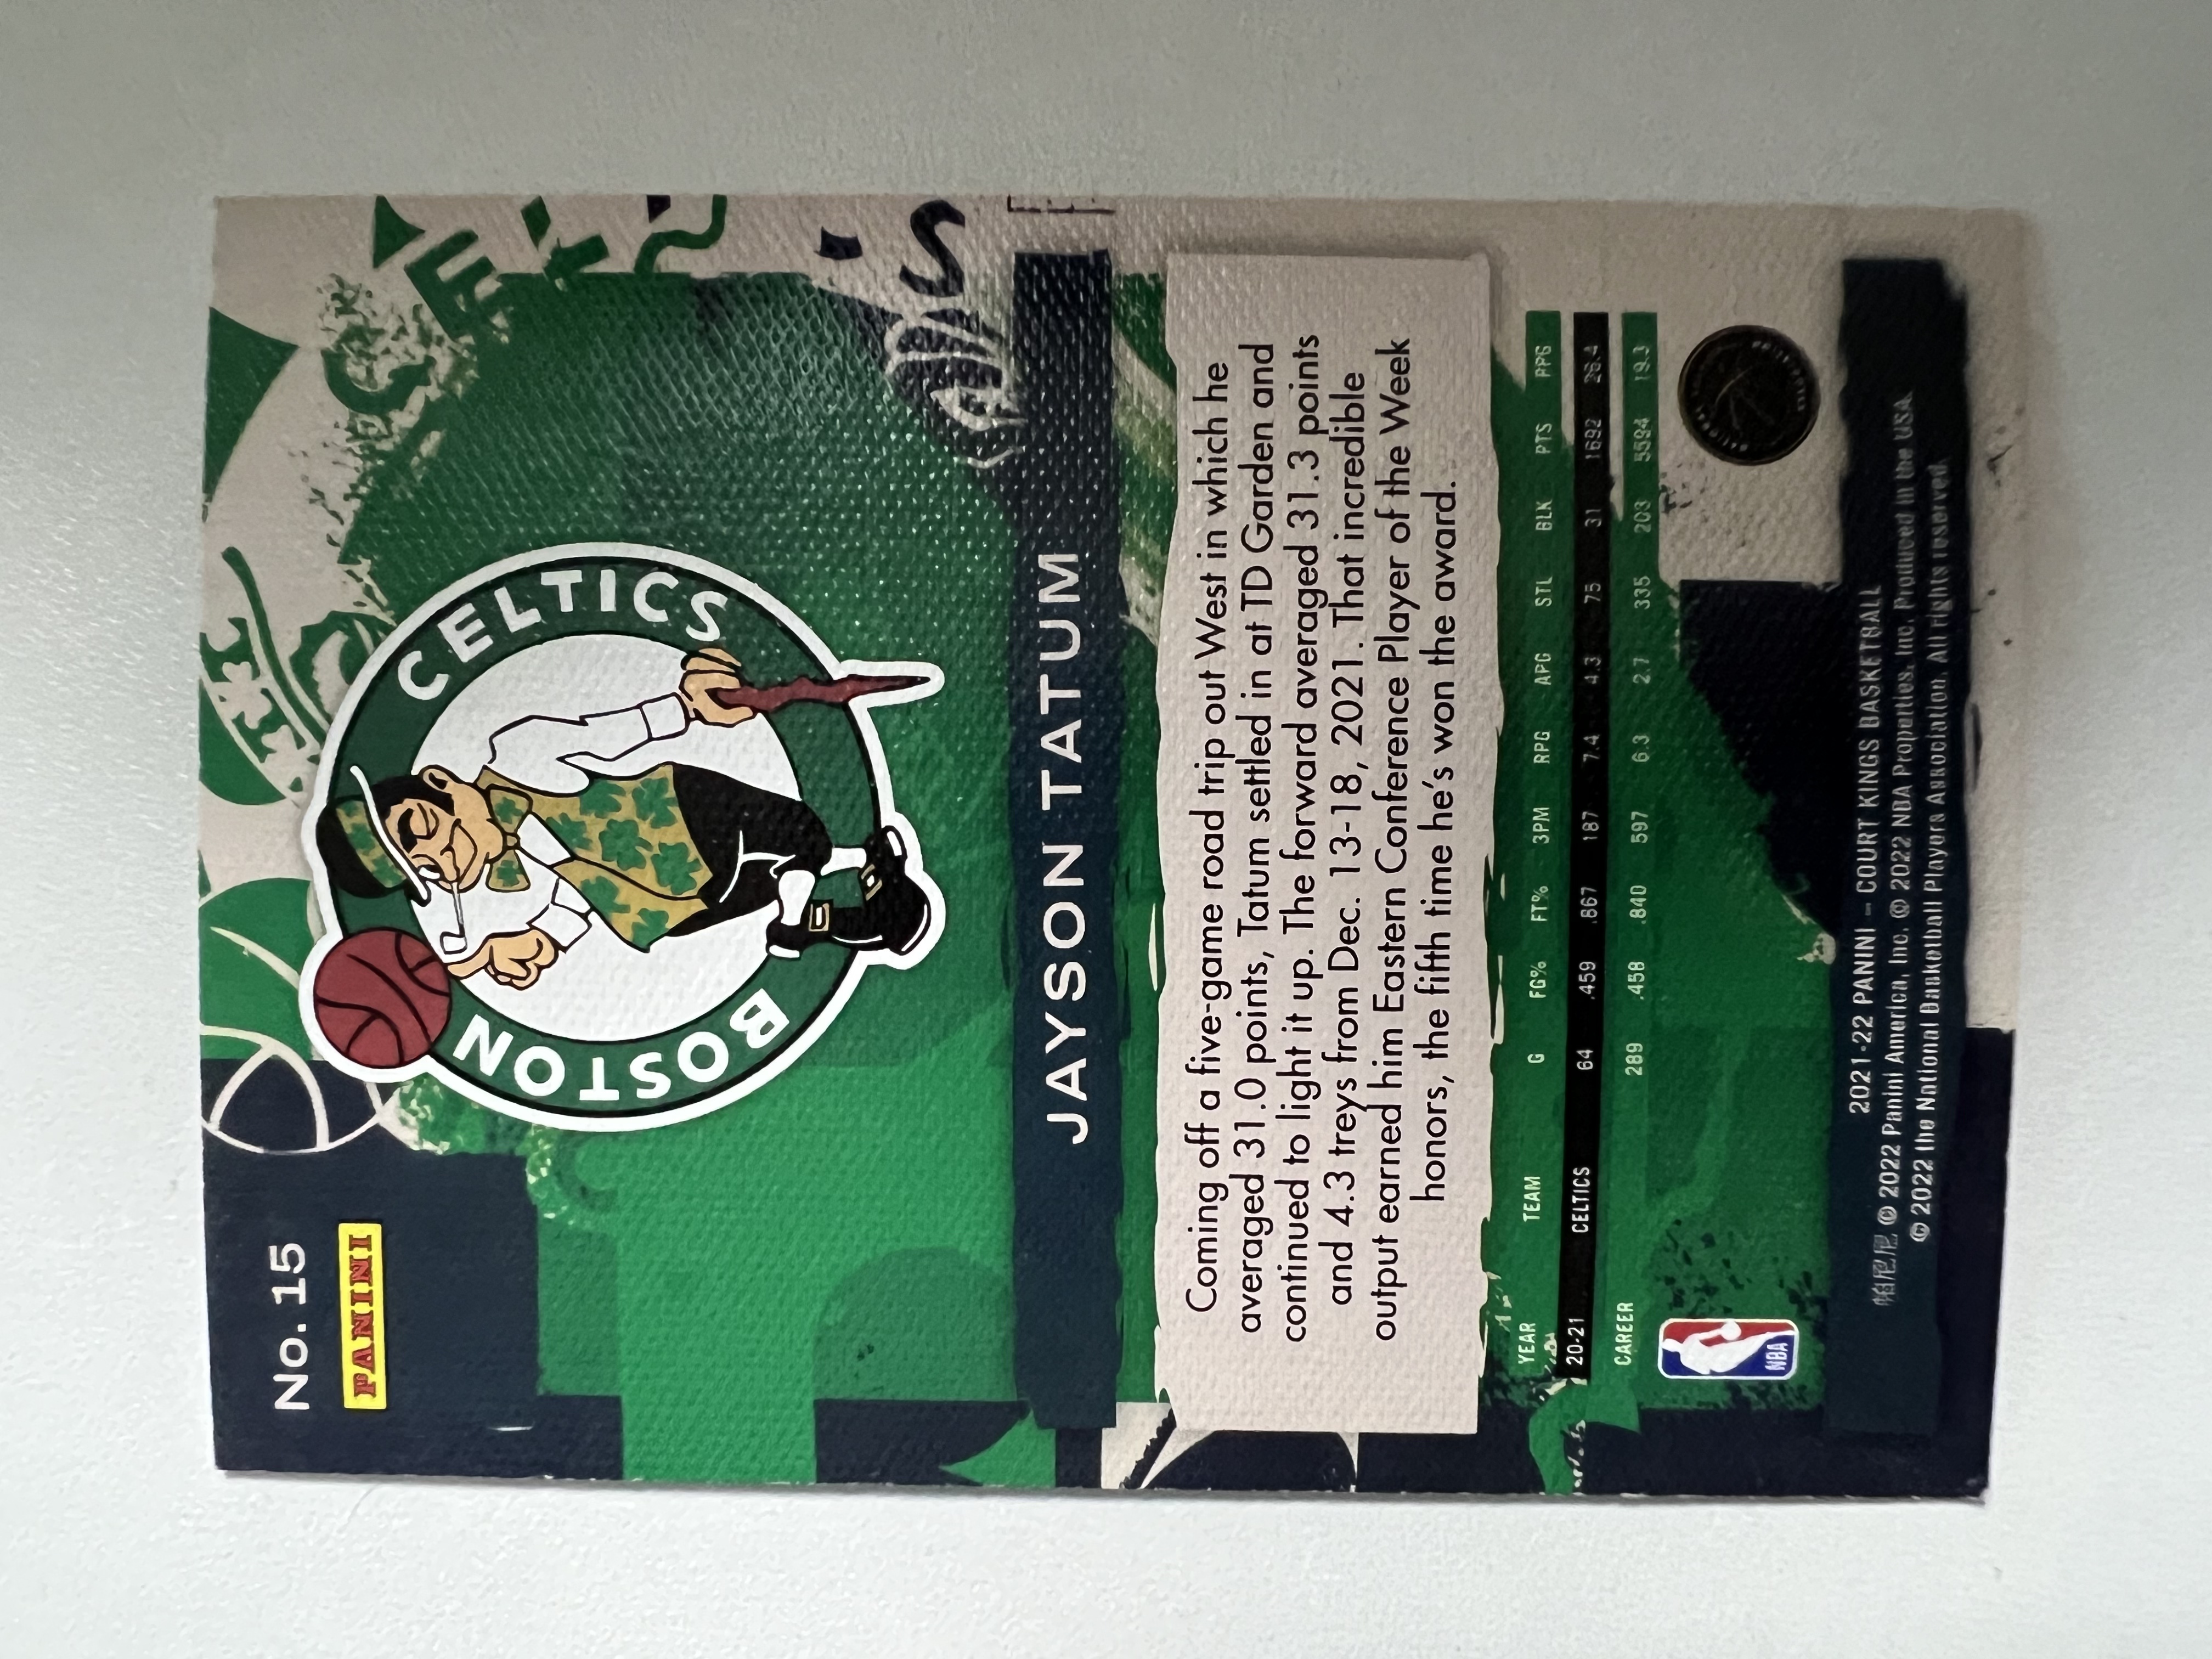 No. 15
PANINI
BOSTON CELTICS
JAYSON TATUM
Coming off a five-game road trip out West in which he
averaged 31.0 points, Tatum settled in at TD Garden and
continued to light it up. The forward averaged 31.3 points
and 4.3 treys from Dec. 13-18, 2021. That incredible
output earned him Eastern Conference Player of the Week
honors, the fifth time he's won the award.
YEAR TEAM G FG% FT% 3PM RPG APG STL BLK PTS PPG
20-21 CELTICS 64 .459 .867 187 7.4 4.3 75 31 1692 26.4
CAREER 289 .458 .840 597 6.3 2.7 335 203 5594 19.3
NBA
2021-22 PANINI – COURT KINGS BASKETBALL
帕尼尼 © 2022 Panini America, Inc. © 2022 NBA Properties, Inc. Produced in the USA.
© 2022 the National Basketball Players Association. All rights reserved.